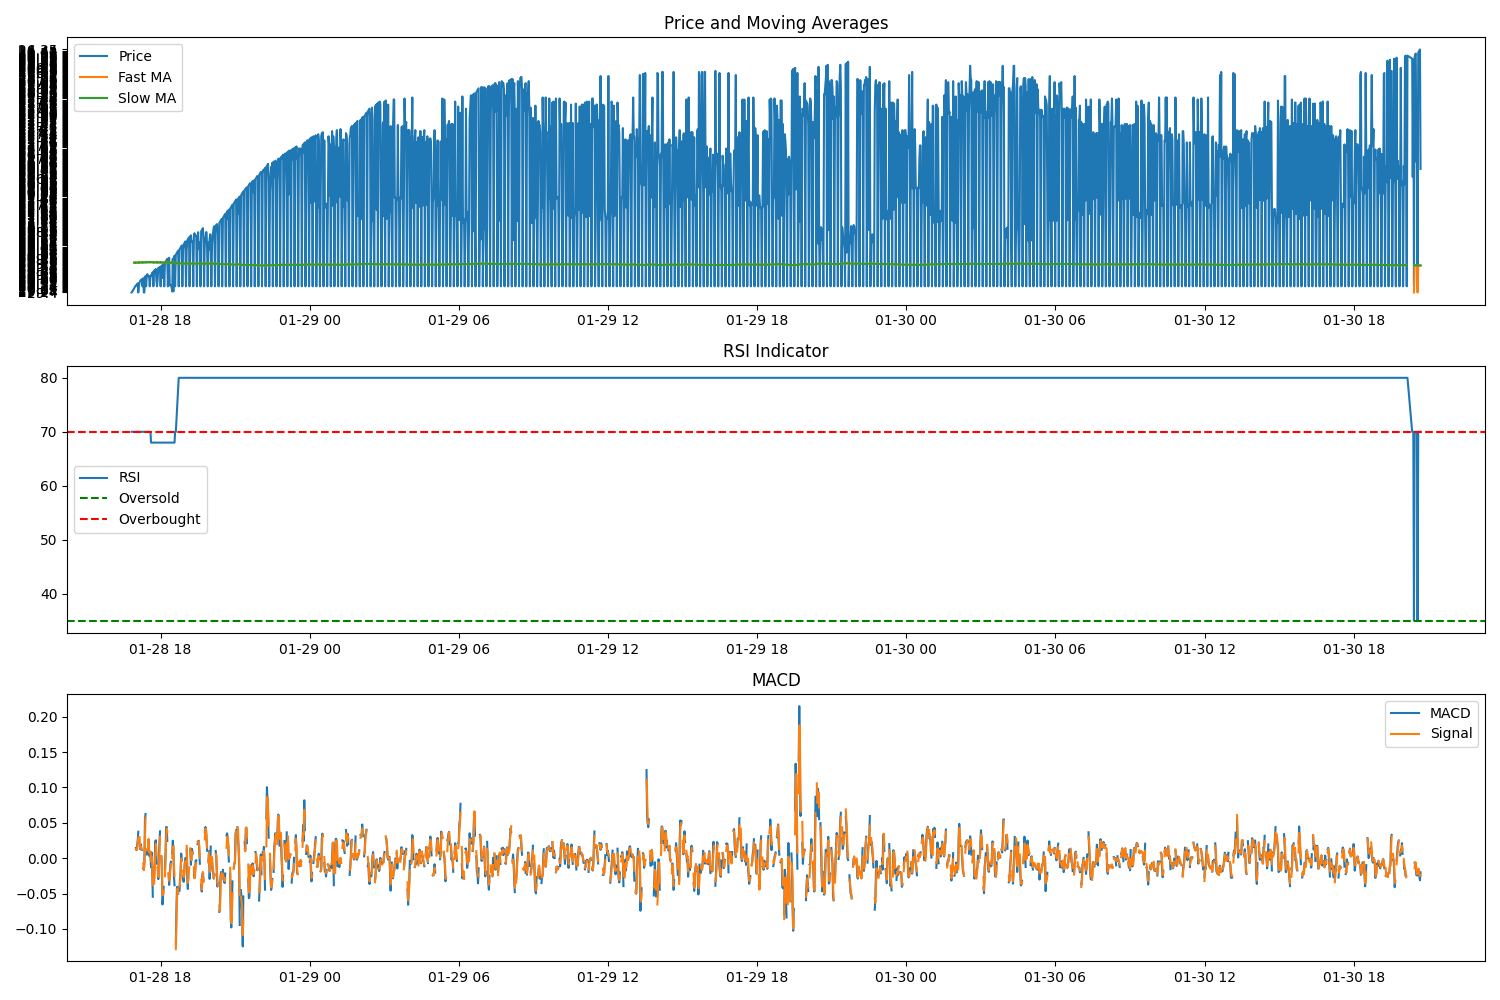 Price and Moving Averages
Price
Fast MA
Slow MA
01-28 18 01-29 00 01-29 06 01-29 12 01-29 18 01-30 00 01-30 06 01-30 12 01-30 18
RSI Indicator
80
70
60
50
40
RSI
Oversold
Overbought
01-28 18 01-29 00 01-29 06 01-29 12 01-29 18 01-30 00 01-30 06 01-30 12 01-30 18
MACD
0.20
0.15
0.10
0.05
0.00
−0.05
−0.10
MACD
Signal
01-28 18 01-29 00 01-29 06 01-29 12 01-29 18 01-30 00 01-30 06 01-30 12 01-30 18